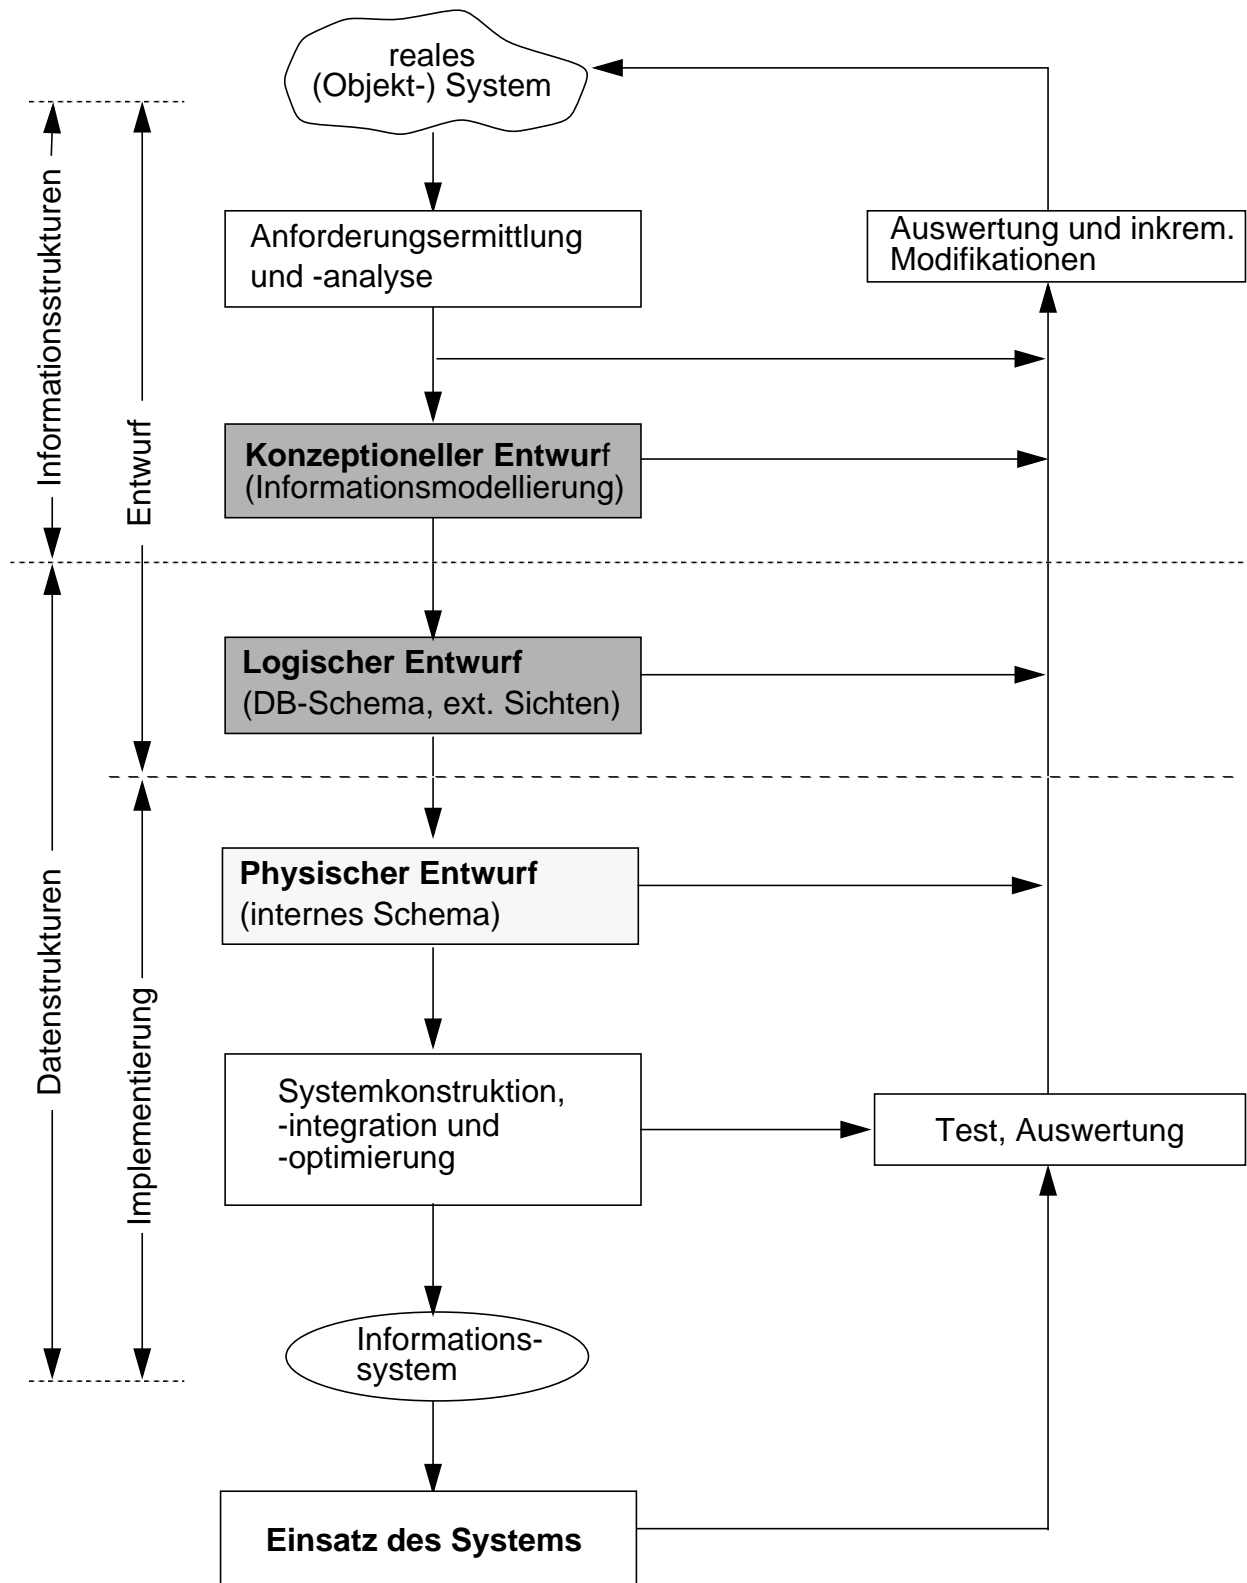 reales
(Objekt-) System
Anforderungsermittlung
und -analyse
Auswertung und inkrem.
Modifikationen
Informationsstrukturen
Entwurf
Konzeptioneller Entwurf
(Informationsmodellierung)
Logischer Entwurf
(DB-Schema, ext. Sichten)
Datenstrukturen
Implementierung
Physischer Entwurf
(internes Schema)
Systemkonstruktion,
-integration und
-optimierung
Test, Auswertung
Informations-
system
Einsatz des Systems